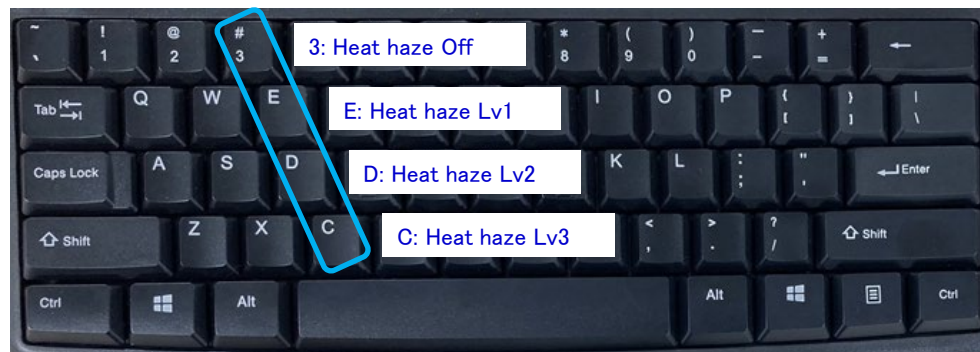 ~ ! @ # * ( ) — +
` 1 2 3 3: Heat haze Off 8 9 0 - =
Tab Q W E E: Heat haze Lv1 I O P { } |
[ ] \
Caps Lock A S D D: Heat haze Lv2 K L : "
; '
Enter
Shift Z X C C: Heat haze Lv3 < > ? Shift
, . /
Ctrl Alt Alt Ctrl